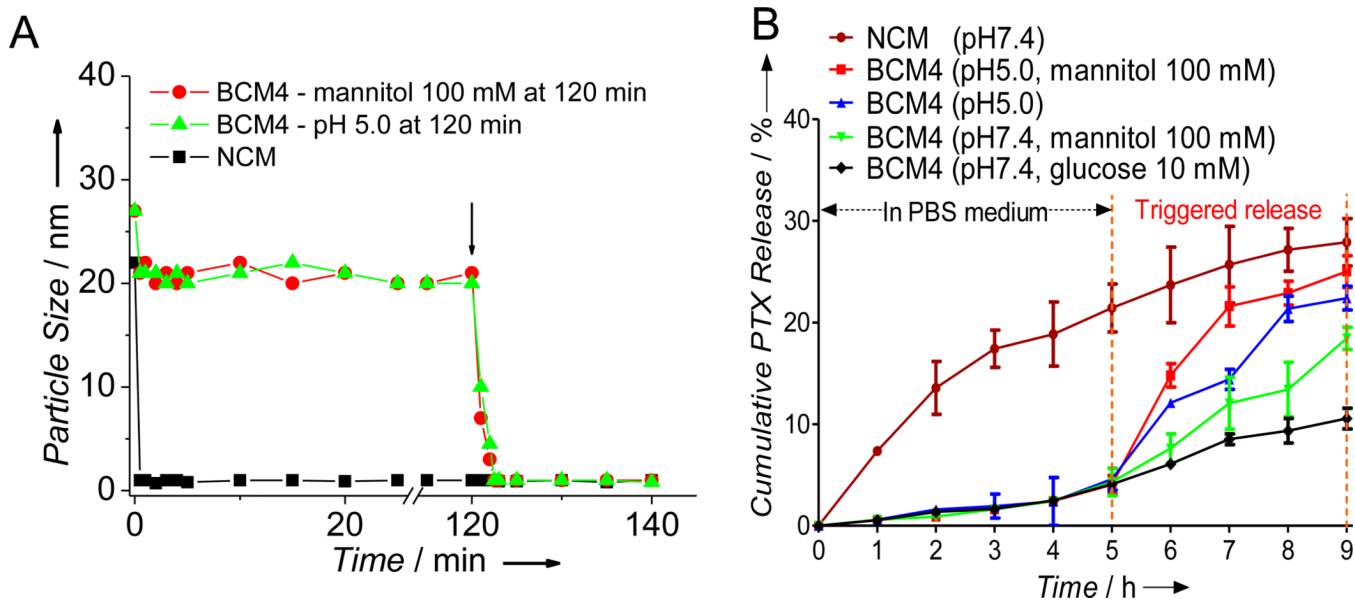 A
Particle Size / nm
40
30
20
10
0
BCM4 - mannitol 100 mM at 120 min
BCM4 - pH 5.0 at 120 min
NCM
0
20
120
140
Time / min
B
NCM (pH7.4)
BCM4 (pH5.0, mannitol 100 mM)
BCM4 (pH5.0)
BCM4 (pH7.4, mannitol 100 mM)
BCM4 (pH7.4, glucose 10 mM)
Cumulative PTX Release / %
40
30
20
10
0
In PBS medium
Triggered release
0
1
2
3
4
5
6
7
8
9
Time / h